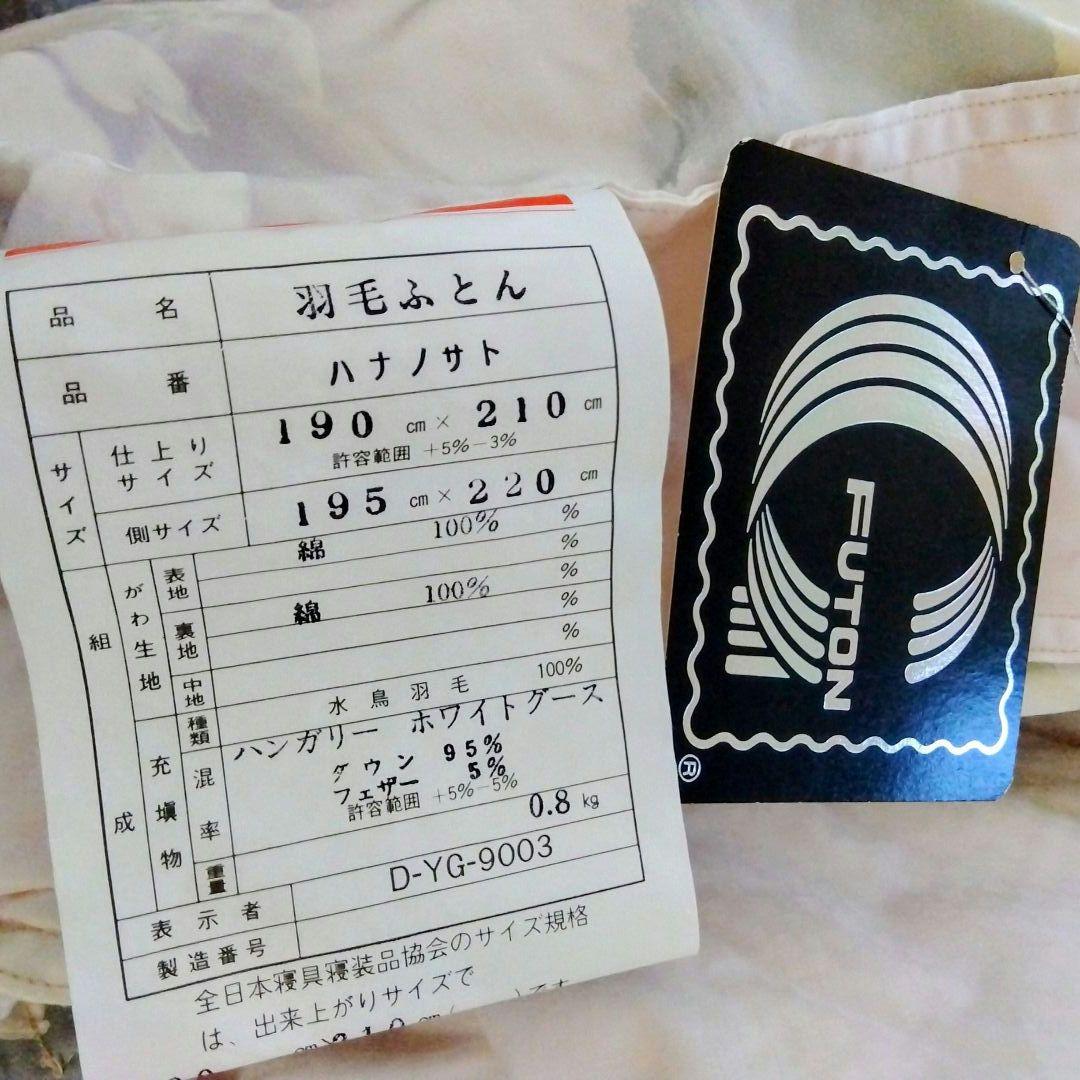 品名 羽毛ふとん
品番 ハナノサト
サイズ 仕上りサイズ 190 cm × 210 cm
許容範囲 +5%−3%
側サイズ 195 cm × 220 cm
組成 がわ生地 表地 綿 100% %
%
裏地 綿 100% %
%
中地 %
充填物 種類 水鳥羽毛 100%
混率 ハンガリー ホワイトグース
ダウン 95%
フェザー 5%
許容範囲 +5%−5%
重量 0.8 kg
表示者 D-YG-9003
製造番号
全日本寝具寝装品協会のサイズ規格
は、出来上がりサイズで
FUTON
®